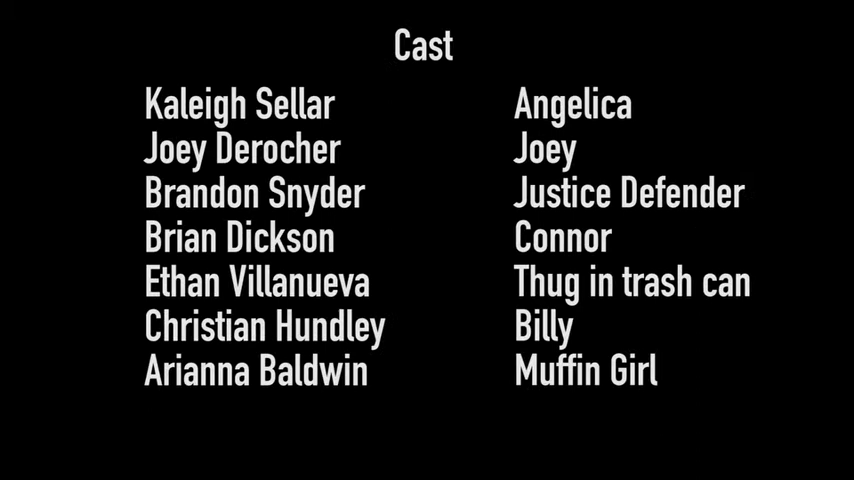 Cast
Kaleigh Sellar Angelica
Joey Derocher Joey
Brandon Snyder Justice Defender
Brian Dickson Connor
Ethan Villanueva Thug in trash can
Christian Hundley Billy
Arianna Baldwin Muffin Girl